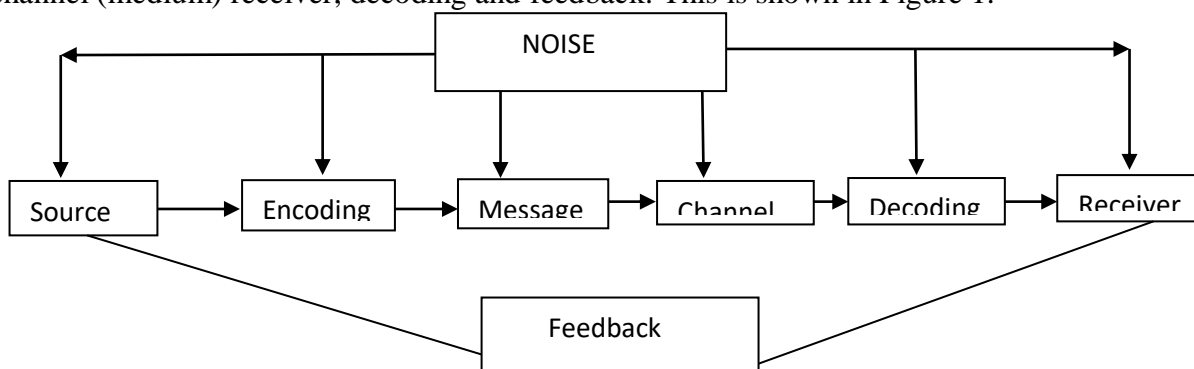 channel (medium) receiver, decoding and feedback. This is shown in Figure 1.
NOISE
Source
Encoding
Message
Channel
Decoding
Receiver
Feedback